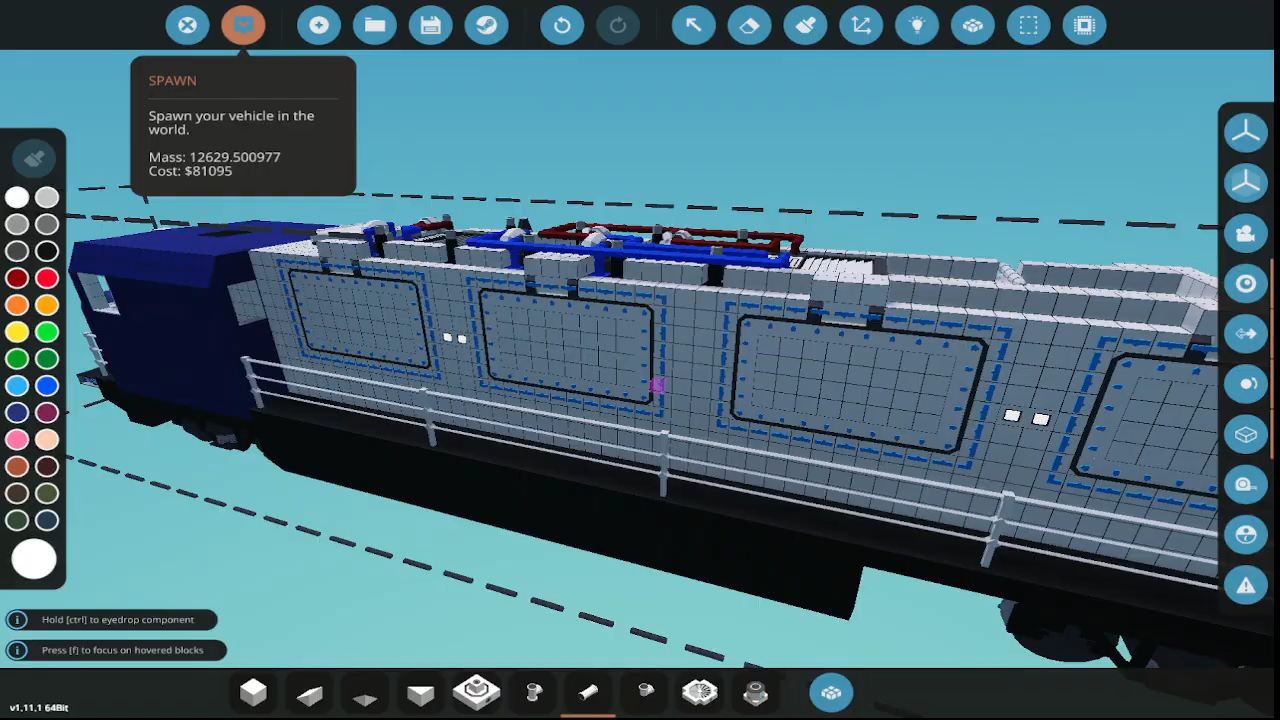 SPAWN
Spawn your vehicle in the
world.
Mass: 12629.500977
Cost: $81095
Hold [ctrl] to eyedrop component
Press [f] to focus on hovered blocks
v1.11.1 64Bit